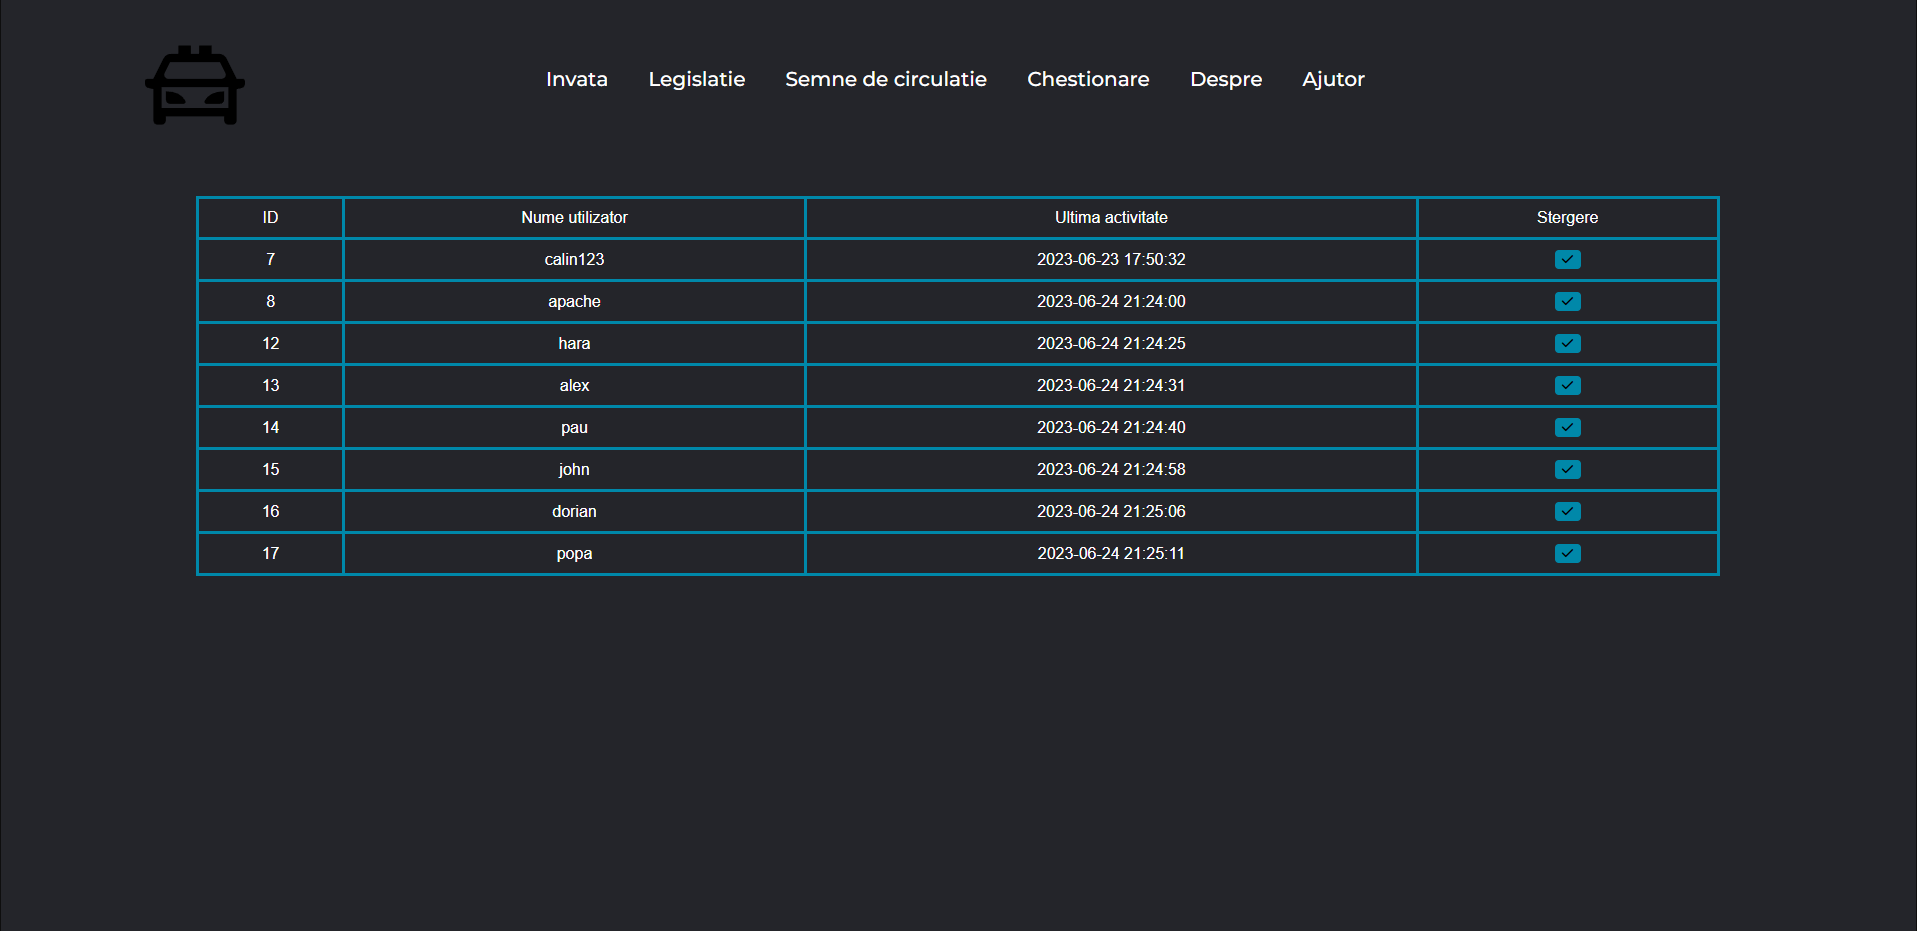 Invata Legislatie Semne de circulatie Chestionare Despre Ajutor
ID Nume utilizator Ultima activitate Stergere
7 calin123 2023-06-23 17:50:32
8 apache 2023-06-24 21:24:00
12 hara 2023-06-24 21:24:25
13 alex 2023-06-24 21:24:31
14 pau 2023-06-24 21:24:40
15 john 2023-06-24 21:24:58
16 dorian 2023-06-24 21:25:06
17 popa 2023-06-24 21:25:11